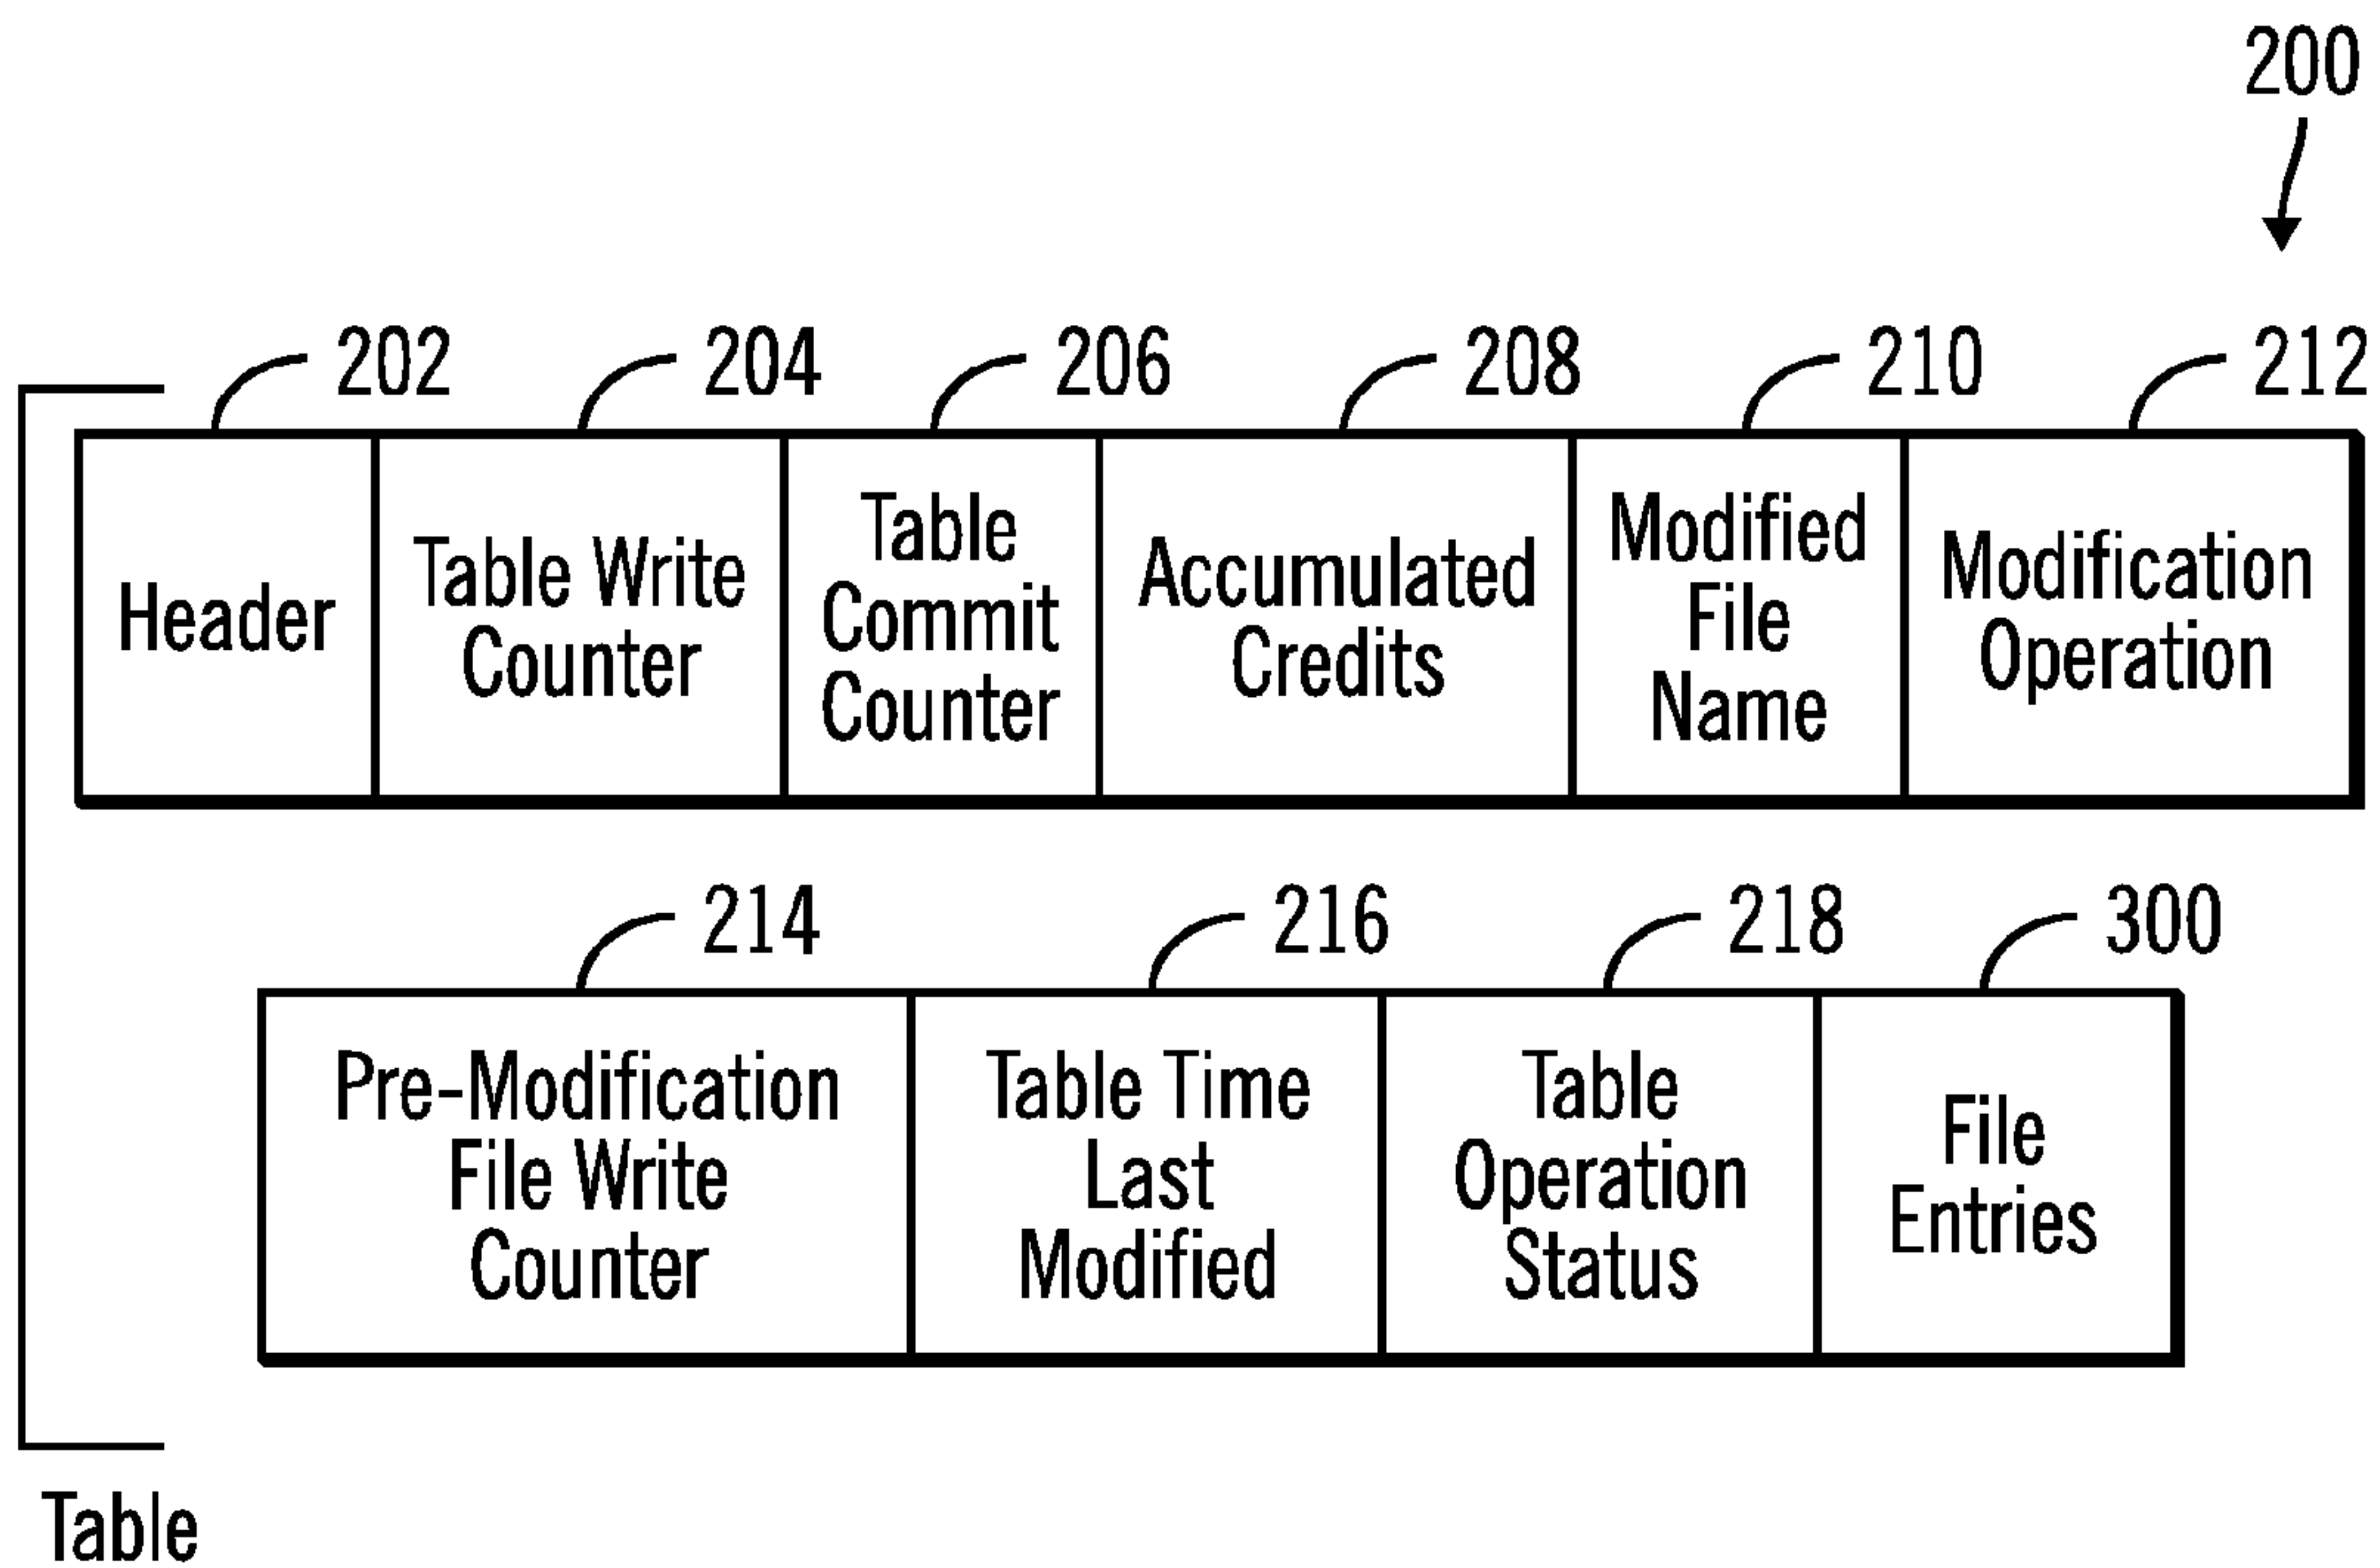 200
202 204 206 208 210 212
Header
Table Write
Counter
Table
Commit
Counter
Accumulated
Credits
Modified
File
Name
Modification
Operation
214 216 218 300
Pre-Modification
File Write
Counter
Table Time
Last
Modified
Table
Operation
Status
File
Entries
Table